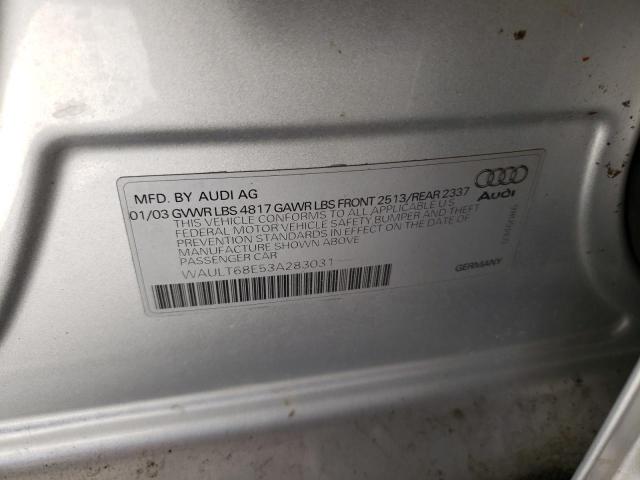 MFD. BY AUDI AG
01/03 GVWR LBS 4817 GAWR LBS FRONT 2513/REAR 2337
THIS VEHICLE CONFORMS TO ALL APPLICABLE U.S
FEDERAL MOTOR VEHICLE SAFETY, BUMPER AND THEFT
PREVENTION STANDARDS IN EFFECT ON THE DATE OF
MANUFACTURE SHOWN ABOVE
PASSENGER CAR
WAULT68E53A283031
Audi
GERMANY